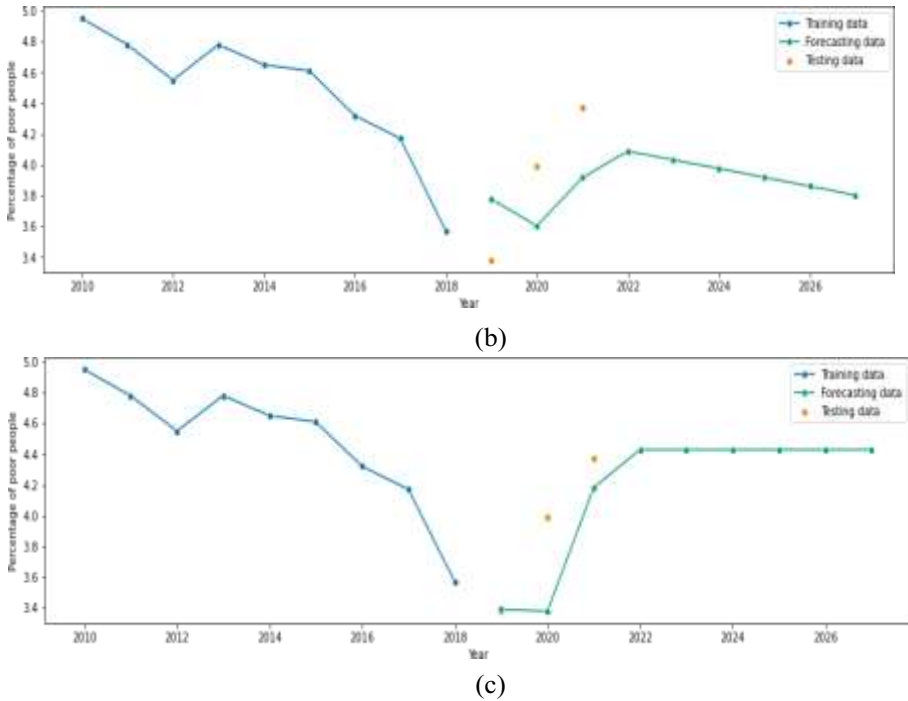 5.0
4.8
4.6
4.4
4.2
4.0
3.8
3.6
3.4
Percentage of poor people
Training data
Forecasting data
Testing data
2010 2012 2014 2016 2018 2020 2022 2024 2026
Year
(b)
5.0
4.8
4.6
4.4
4.2
4.0
3.8
3.6
3.4
Percentage of poor people
Training data
Forecasting data
Testing data
2010 2012 2014 2016 2018 2020 2022 2024 2026
Year
(c)